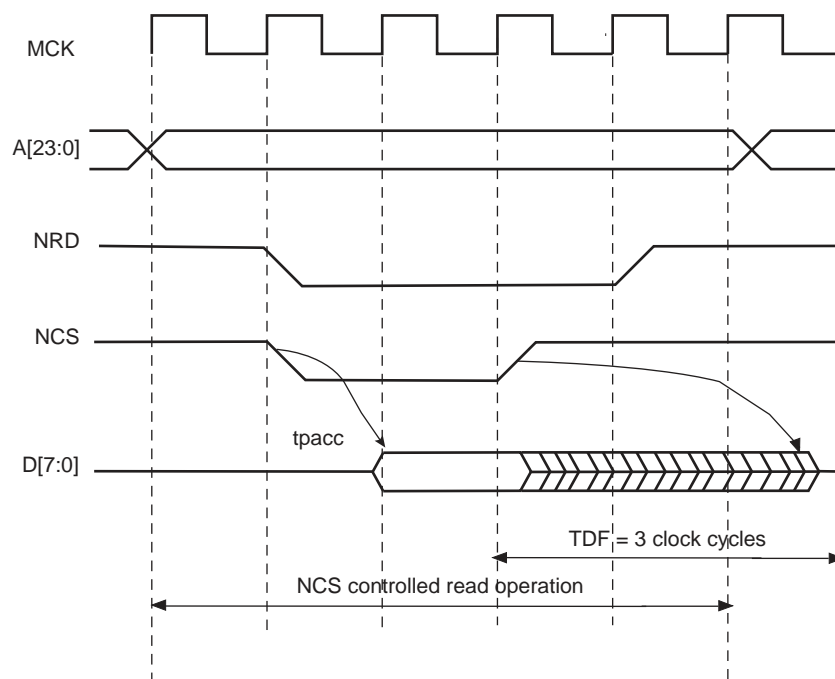 MCK
A[23:0]
NRD
NCS
tpacc
D[7:0]
TDF = 3 clock cycles
NCS controlled read operation